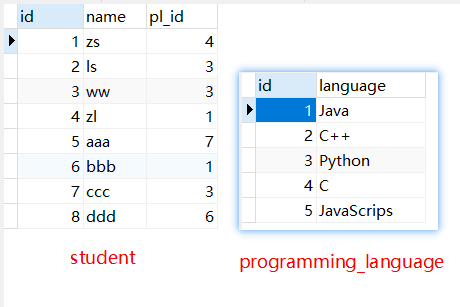 id name pl_id
1 zs 4
2 ls 3
3 ww 3
4 zl 1
5 aaa 7
6 bbb 1
7 ccc 3
8 ddd 6
student
id language
1 Java
2 C++
3 Python
4 C
5 JavaScrips
programming_language